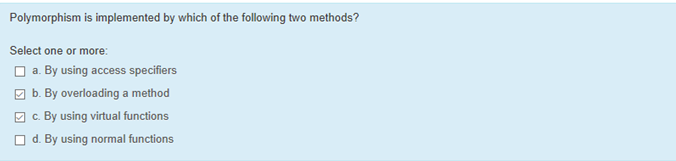 Polymorphism is implemented by which of the following two methods?
Select one or more:
a. By using access specifiers
b. By overloading a method
c. By using virtual functions
d. By using normal functions